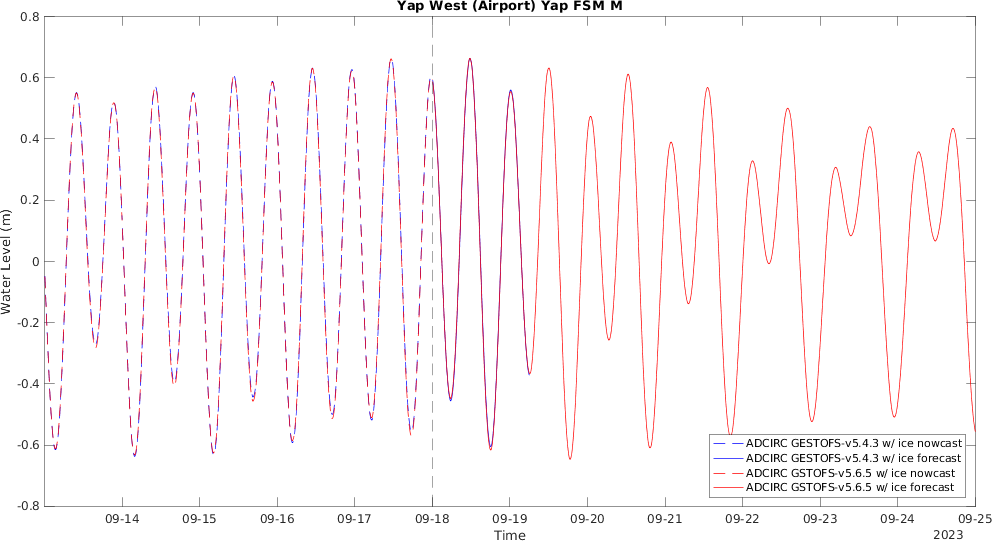 Yap West (Airport) Yap FSM M
Water Level (m)
0.8
0.6
0.4
0.2
0
-0.2
-0.4
-0.6
-0.8
ADCIRC GESTOFS-v5.4.3 w/ ice nowcast
ADCIRC GESTOFS-v5.4.3 w/ ice forecast
ADCIRC GSTOFS-v5.6.5 w/ ice nowcast
ADCIRC GSTOFS-v5.6.5 w/ ice forecast
09-14 09-15 09-16 09-17 09-18 09-19 09-20 09-21 09-22 09-23 09-24 09-25
Time
2023